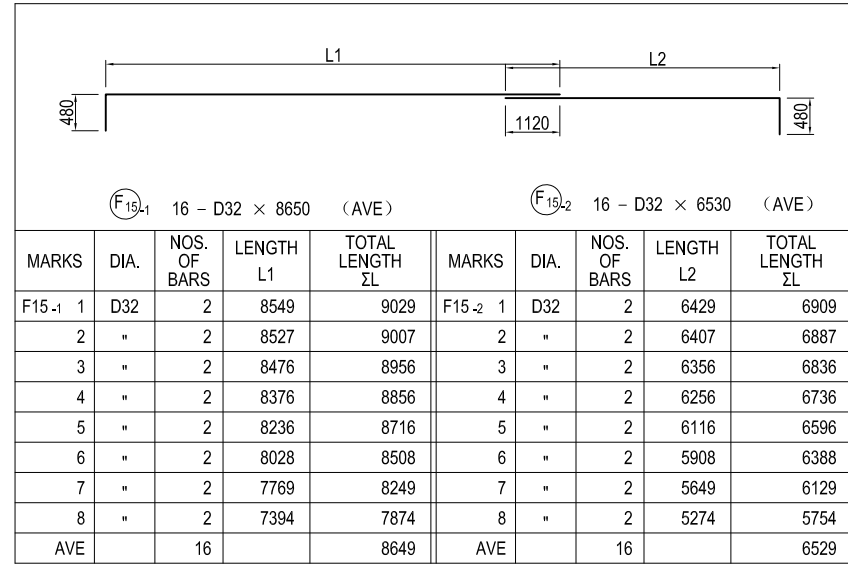 L1
L2
480
480
1120
F15-1 16 - D32 × 8650 (AVE)
F15-2 16 - D32 × 6530 (AVE)
MARKS DIA. NOS. OF BARS LENGTH L1 TOTAL LENGTH ΣL MARKS DIA. NOS. OF BARS LENGTH L2 TOTAL LENGTH ΣL
F15-1 1 D32 2 8549 9029 F15-2 1 D32 2 6429 6909
2 " 2 8527 9007 2 " 2 6407 6887
3 " 2 8476 8956 3 " 2 6356 6836
4 " 2 8376 8856 4 " 2 6256 6736
5 " 2 8236 8716 5 " 2 6116 6596
6 " 2 8028 8508 6 " 2 5908 6388
7 " 2 7769 8249 7 " 2 5649 6129
8 " 2 7394 7874 8 " 2 5274 5754
AVE 16 8649 AVE 16 6529